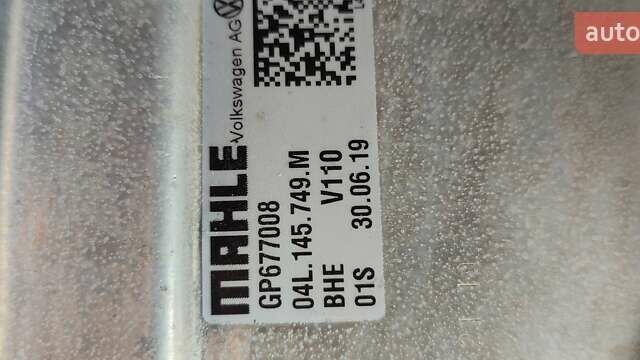 MAHLE
Volkswagen AG
GP677008
04L.145.749.M
BHE V110
01S 30.06.19
auto